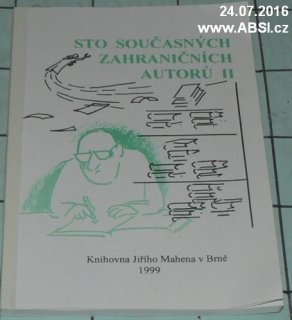 24.07.2016
www.ABSI.cz
STO SOUČASNÝCH
ZAHRANIČNÍCH
AUTORŮ II
Knihovna Jiřího Mahena v Brně
1999